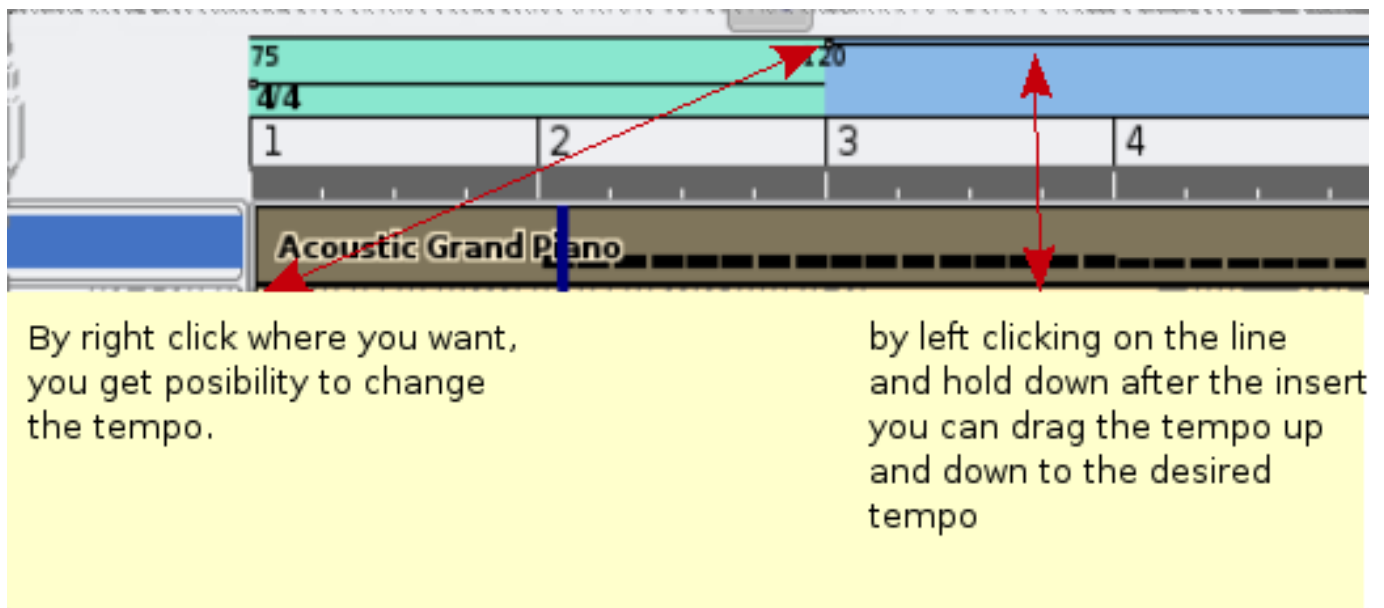 75 120
4/4
1 2 3 4
Acoustic Grand Piano
By right click where you want,
you get posibility to change
the tempo.
by left clicking on the line
and hold down after the insert
you can drag the tempo up
and down to the desired
tempo